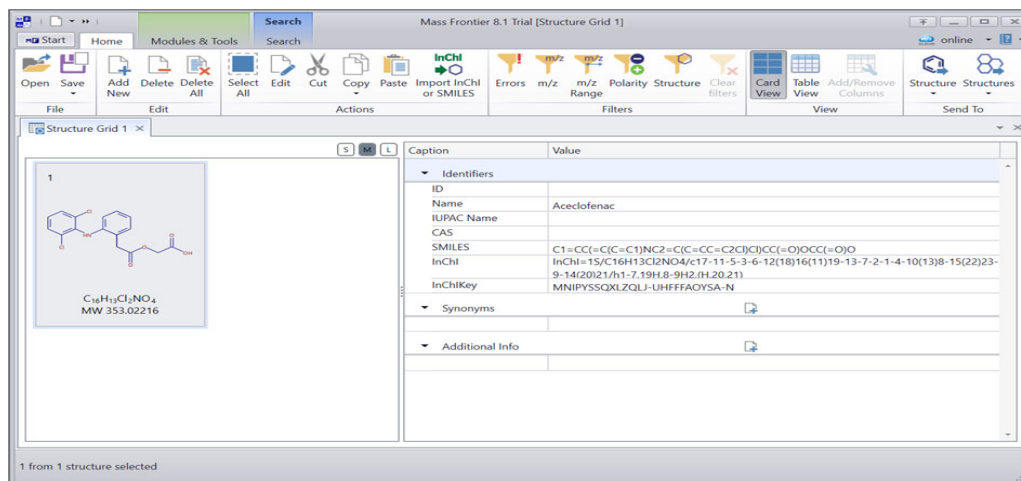 Search
Mass Frontier 8.1 Trial [Structure Grid 1]
Start Home Modules & Tools Search online
Open Save Add New Delete Delete All Select All Edit Cut Copy Paste Import InChI or SMILES Errors m/z m/z Range Polarity Structure Clear filters Card View Table View Add/Remove Columns Structure Structures
InChI m/z m/z
File Edit Actions Filters View Send To
Structure Grid 1
S M L
Caption Value
1
Identifiers
ID
Name Aceclofenac
IUPAC Name
CAS
SMILES C1=CC(=C(C=C1)NC2=C(C=CC=C2Cl)Cl)CC(=O)OCC(=O)O
InChI InChI=1S/C16H13Cl2NO4/c17-11-5-3-6-12(18)16(11)19-13-7-2-1-4-10(13)8-15(22)23-
9-14(20)21/h1-7,19H,8-9H2,(H,20,21)
InChIKey MNIPYSSQXLZQLJ-UHFFFAOYSA-N
Cl
HN
Cl
O
O
O
OH
C₁₆H₁₃Cl₂NO₄
MW 353.02216
Synonyms
Additional Info
1 from 1 structure selected